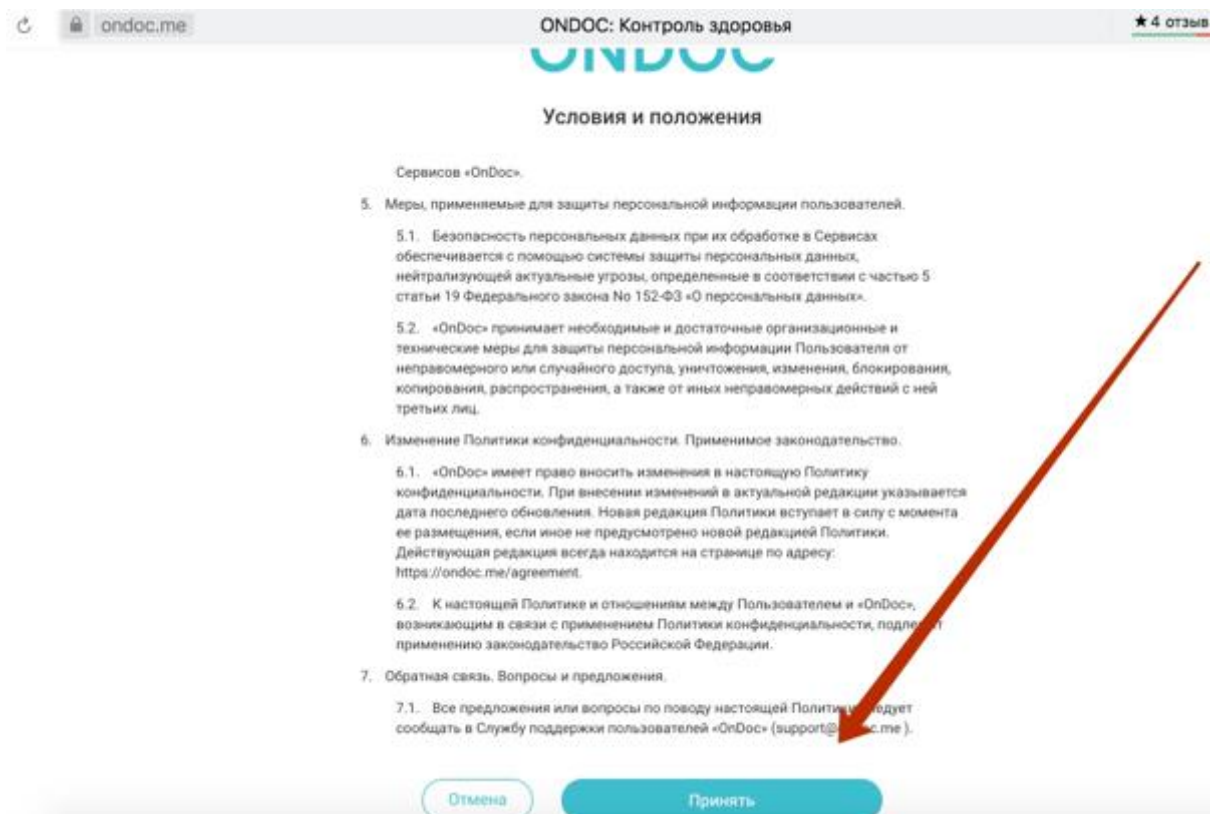 ondoc.me
ONDOC: Контроль здоровья
★4 отзыв
ONDOC
Условия и положения
Сервисов «OnDoc».
5. Меры, применяемые для защиты персональной информации пользователей.
5.1. Безопасность персональных данных при их обработке в Сервисах
обеспечивается с помощью системы защиты персональных данных,
нейтрализующей актуальные угрозы, определенные в соответствии с частью 5
статьи 19 Федерального закона No 152-ФЗ «О персональных данных».
5.2. «OnDoc» принимает необходимые и достаточные организационные и
технические меры для защиты персональной информации Пользователя от
неправомерного или случайного доступа, уничтожения, изменения, блокирования,
копирования, распространения, а также от иных неправомерных действий с ней
третьих лиц.
6. Изменение Политики конфиденциальности. Применимое законодательство.
6.1. «OnDoc» имеет право вносить изменения в настоящую Политику
конфиденциальности. При внесении изменений в актуальной редакции указывается
дата последнего обновления. Новая редакция Политики вступает в силу с момента
ее размещения, если иное не предусмотрено новой редакцией Политики.
Действующая редакция всегда находится на странице по адресу:
https://ondoc.me/agreement.
6.2. К настоящей Политике и отношениям между Пользователем и «OnDoc»,
возникающим в связи с применением Политики конфиденциальности,
применению законодательство Российской Федерации.
7. Обратная связь. Вопросы и предложения.
7.1. Все предложения или вопросы по поводу настоящей
сообщать в Службу поддержки пользователей «OnDoc»
Отмена
Принять